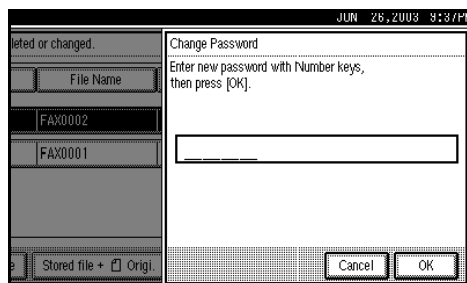 JUN 26,2003 9:37P
leted or changed.
Change Password
Enter new password with Number keys,
then press [OK].
File Name
FAX0002
FAX0001
Stored file + Origi.
Cancel
OK